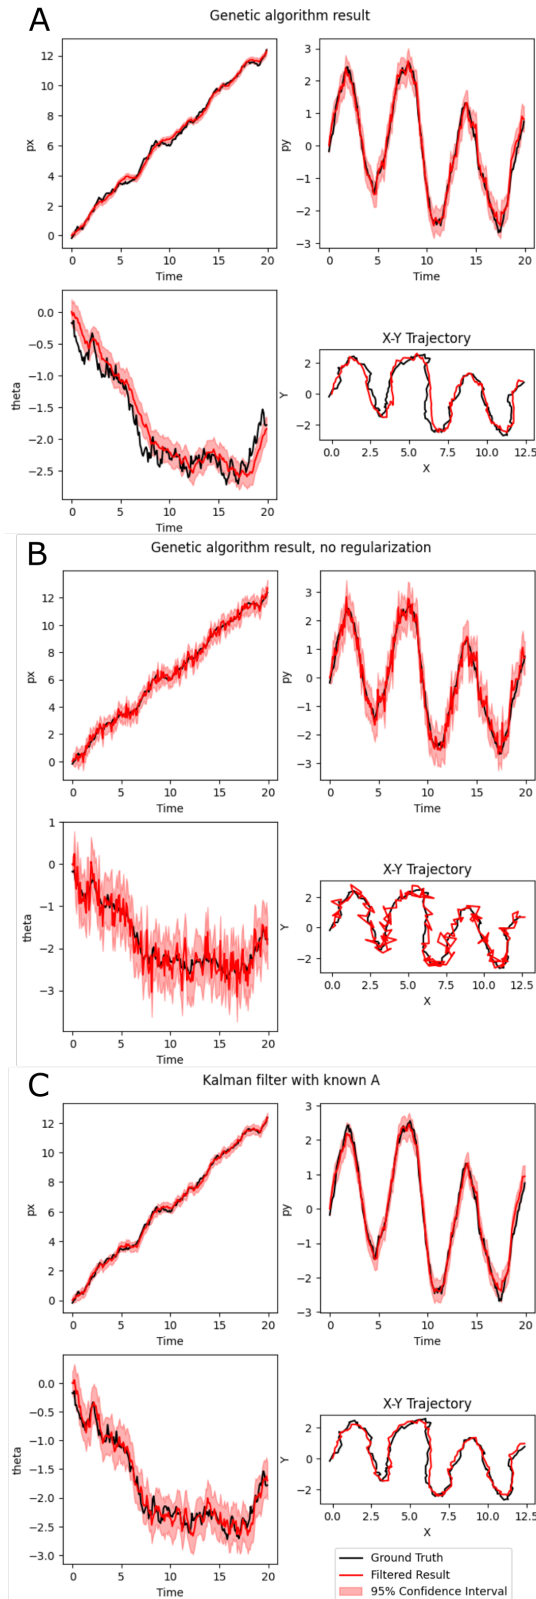 A
Genetic algorithm result
12
10
8
6
4
2
0
px
0 5 10 15 20
Time
3
2
1
0
−1
−2
−3
py
0 5 10 15 20
Time
0.0
−0.5
−1.0
−1.5
−2.0
−2.5
theta
0 5 10 15 20
Time
X-Y Trajectory
2
0
−2
Y
0.0 2.5 5.0 7.5 10.0 12.5
X
B
Genetic algorithm result, no regularization
12
10
8
6
4
2
0
px
0 5 10 15 20
Time
3
2
1
0
−1
−2
−3
py
0 5 10 15 20
Time
1
0
−1
−2
−3
theta
0 5 10 15 20
Time
X-Y Trajectory
2
0
−2
Y
0.0 2.5 5.0 7.5 10.0 12.5
X
C
Kalman filter with known A
12
10
8
6
4
2
0
px
0 5 10 15 20
Time
3
2
1
0
−1
−2
−3
py
0 5 10 15 20
Time
0.0
−0.5
−1.0
−1.5
−2.0
−2.5
−3.0
theta
0 5 10 15 20
Time
X-Y Trajectory
2
0
−2
Y
0.0 2.5 5.0 7.5 10.0 12.5
X
Ground Truth
Filtered Result
95% Confidence Interval